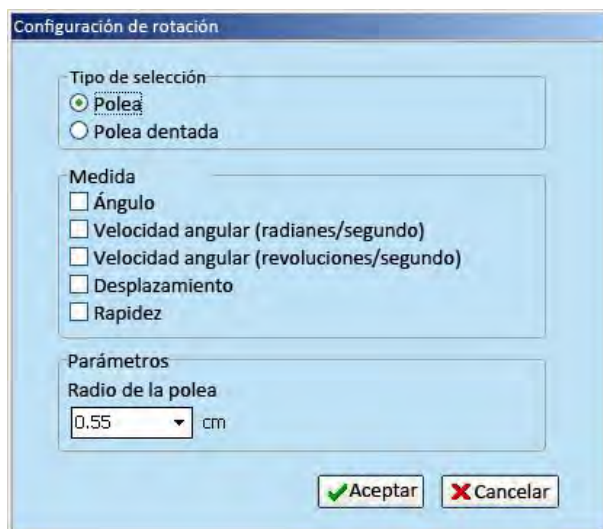 Configuración de rotación
Tipo de selección
Polea
Polea dentada
Medida
Ángulo
Velocidad angular (radianes/segundo)
Velocidad angular (revoluciones/segundo)
Desplazamiento
Rapidez
Parámetros
Radio de la polea
0.55 cm
Aceptar Cancelar